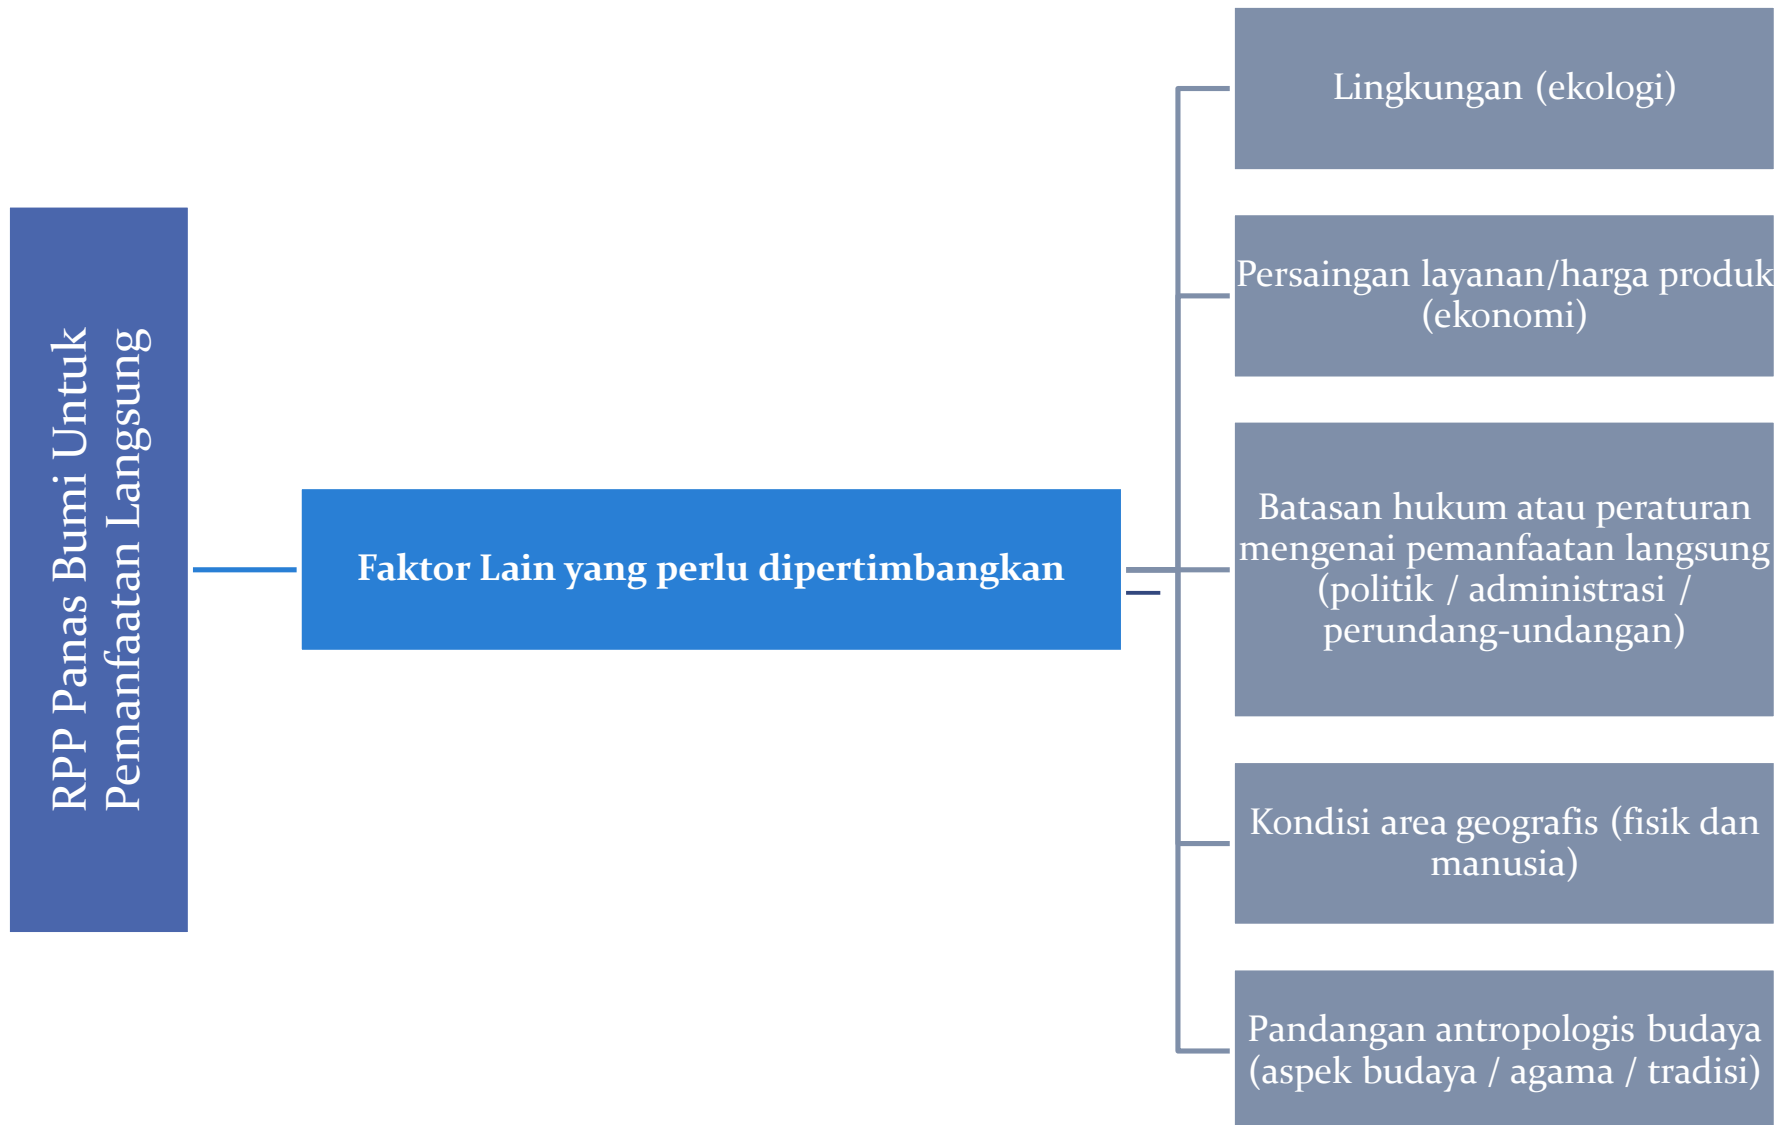 RPP Panas Bumi Untuk
Pemanfaatan Langsung
Faktor Lain yang perlu dipertimbangkan
Lingkungan (ekologi)
Persaingan layanan/harga produk
(ekonomi)
Batasan hukum atau peraturan
mengenai pemanfaatan langsung
(politik / administrasi /
perundang-undangan)
Kondisi area geografis (fisik dan
manusia)
Pandangan antropologis budaya
(aspek budaya / agama / tradisi)